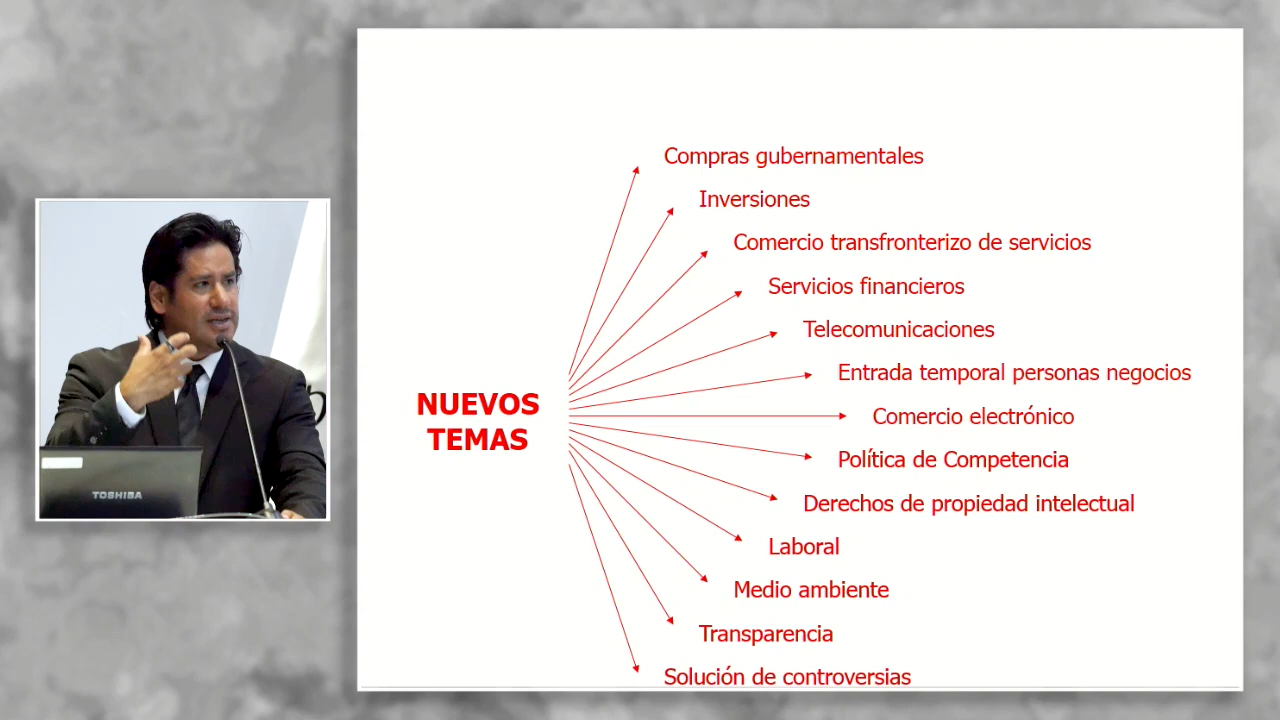 Compras gubernamentales
Inversiones
Comercio transfronterizo de servicios
Servicios financieros
Telecomunicaciones
Entrada temporal personas negocios
NUEVOS
TEMAS
Comercio electrónico
Política de Competencia
Derechos de propiedad intelectual
Laboral
Medio ambiente
Transparencia
Solución de controversias
TOSHIBA